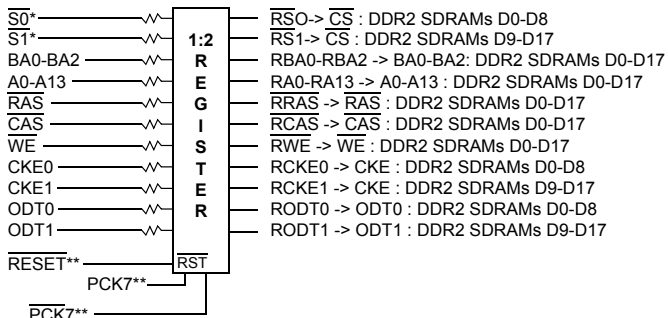 S0*
S1*
BA0-BA2
A0-A13
RAS
CAS
WE
CKE0
CKE1
ODT0
ODT1
RESET**
PCK7**
PCK7**
1:2
R
E
G
I
S
T
E
R
RST
RSO-> CS : DDR2 SDRAMs D0-D8
RS1-> CS : DDR2 SDRAMs D9-D17
RBA0-RBA2 -> BA0-BA2: DDR2 SDRAMs D0-D17
RA0-RA13 -> A0-A13 : DDR2 SDRAMs D0-D17
RRAS -> RAS : DDR2 SDRAMs D0-D17
RCAS -> CAS : DDR2 SDRAMs D0-D17
RWE -> WE : DDR2 SDRAMs D0-D17
RCKE0 -> CKE : DDR2 SDRAMs D0-D8
RCKE1 -> CKE : DDR2 SDRAMs D9-D17
RODT0 -> ODT0 : DDR2 SDRAMs D0-D8
RODT1 -> ODT1 : DDR2 SDRAMs D9-D17